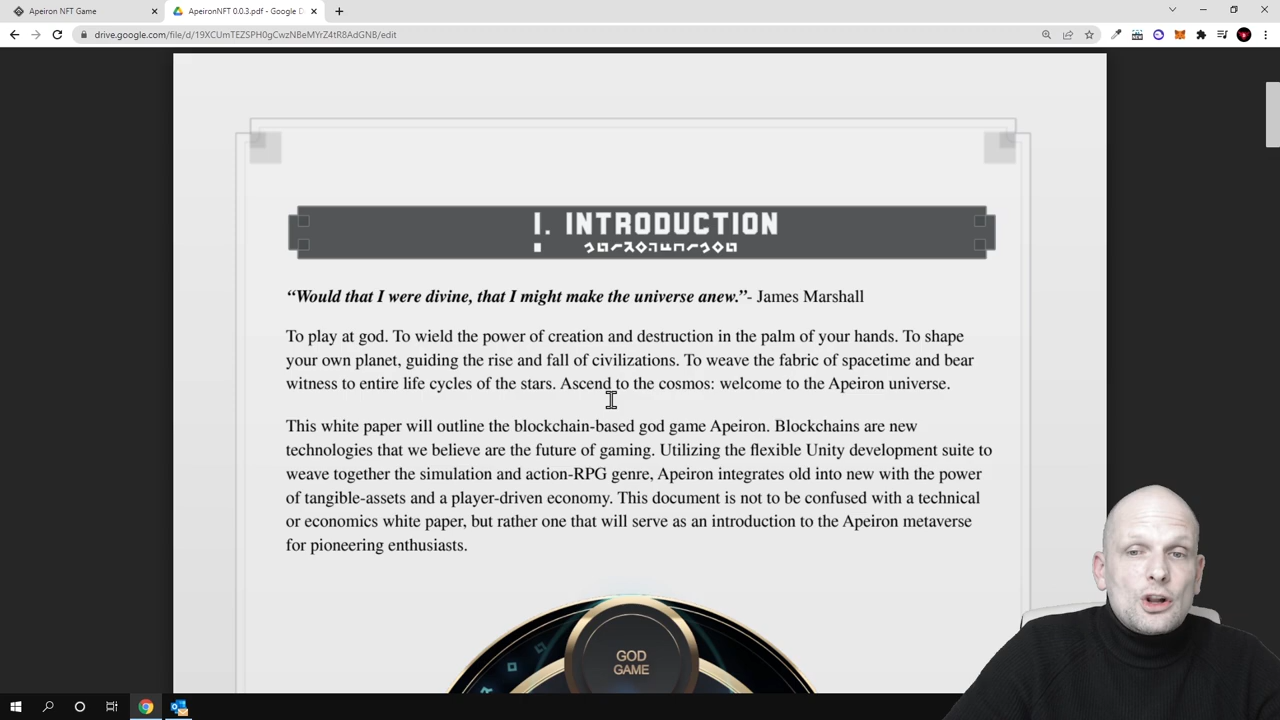 Apeiron NFT Game
ApeironNFT 0.0.3.pdf - Google D
drive.google.com/file/d/19XCUmTEZSPH0gCwzNBeMYrZ4tR8AdGNB/edit
I. INTRODUCTION
“Would that I were divine, that I might make the universe anew.”- James Marshall
To play at god. To wield the power of creation and destruction in the palm of your hands. To shape
your own planet, guiding the rise and fall of civilizations. To weave the fabric of spacetime and bear
witness to entire life cycles of the stars. Ascend to the cosmos: welcome to the Apeiron universe.
This white paper will outline the blockchain-based god game Apeiron. Blockchains are new
technologies that we believe are the future of gaming. Utilizing the flexible Unity development suite to
weave together the simulation and action-RPG genre, Apeiron integrates old into new with the power
of tangible-assets and a player-driven economy. This document is not to be confused with a technical
or economics white paper, but rather one that will serve as an introduction to the Apeiron metaverse
for pioneering enthusiasts.
GOD
GAME